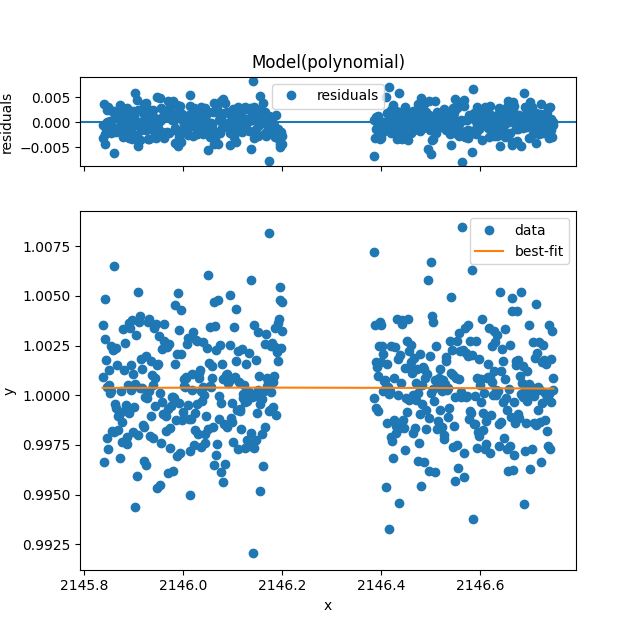 Model(polynomial)
0.005
0.000
−0.005
residuals
residuals
1.0075
1.0050
1.0025
1.0000
0.9975
0.9950
0.9925
y
data
best-fit
2145.8
2146.0
2146.2
2146.4
2146.6
x